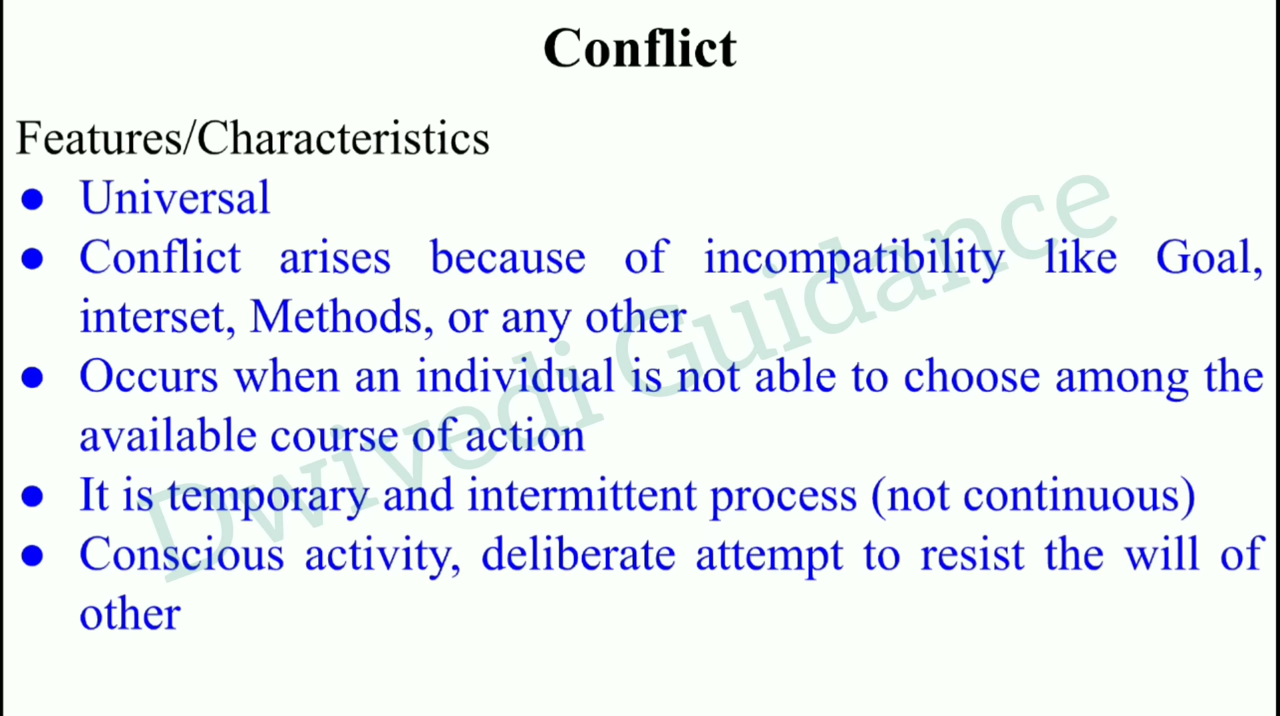 Conflict
Features/Characteristics
● Universal
● Conflict arises because of incompatibility like Goal,
interset, Methods, or any other
● Occurs when an individual is not able to choose among the
available course of action
● It is temporary and intermittent process (not continuous)
● Conscious activity, deliberate attempt to resist the will of
other
Dwivedi Guidance